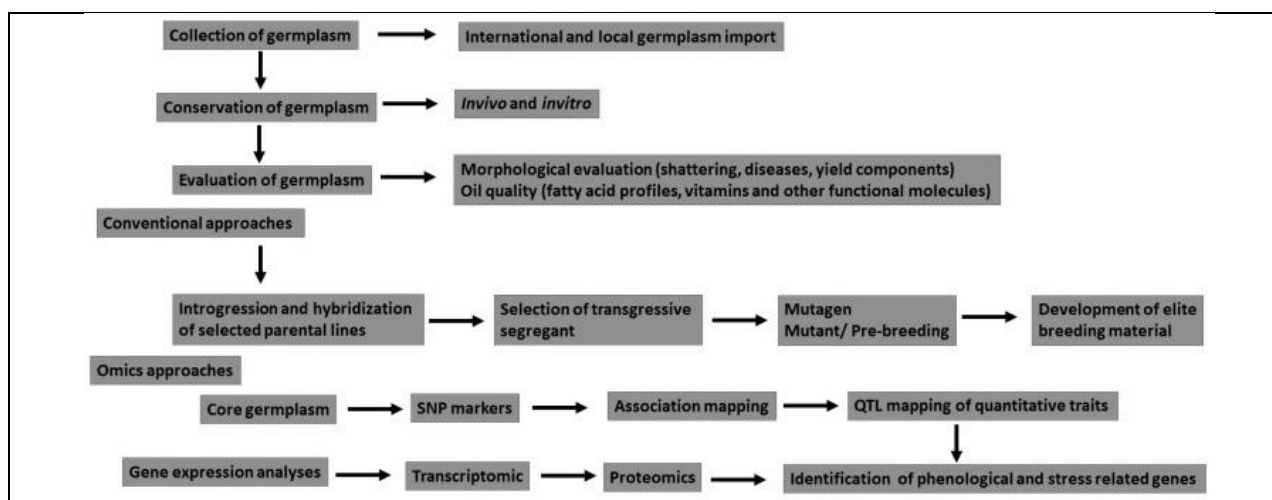 Collection of germplasm
International and local germplasm import
Conservation of germplasm
Invivo and invitro
Evaluation of germplasm
Morphological evaluation (shattering, diseases, yield components)
Oil quality (fatty acid profiles, vitamins and other functional molecules)
Conventional approaches
Introgression and hybridization
of selected parental lines
Selection of transgressive
segregant
Mutagen
Mutant/ Pre-breeding
Development of elite
breeding material
Omics approaches
Core germplasm
SNP markers
Association mapping
QTL mapping of quantitative traits
Gene expression analyses
Transcriptomic
Proteomics
Identification of phenological and stress related genes